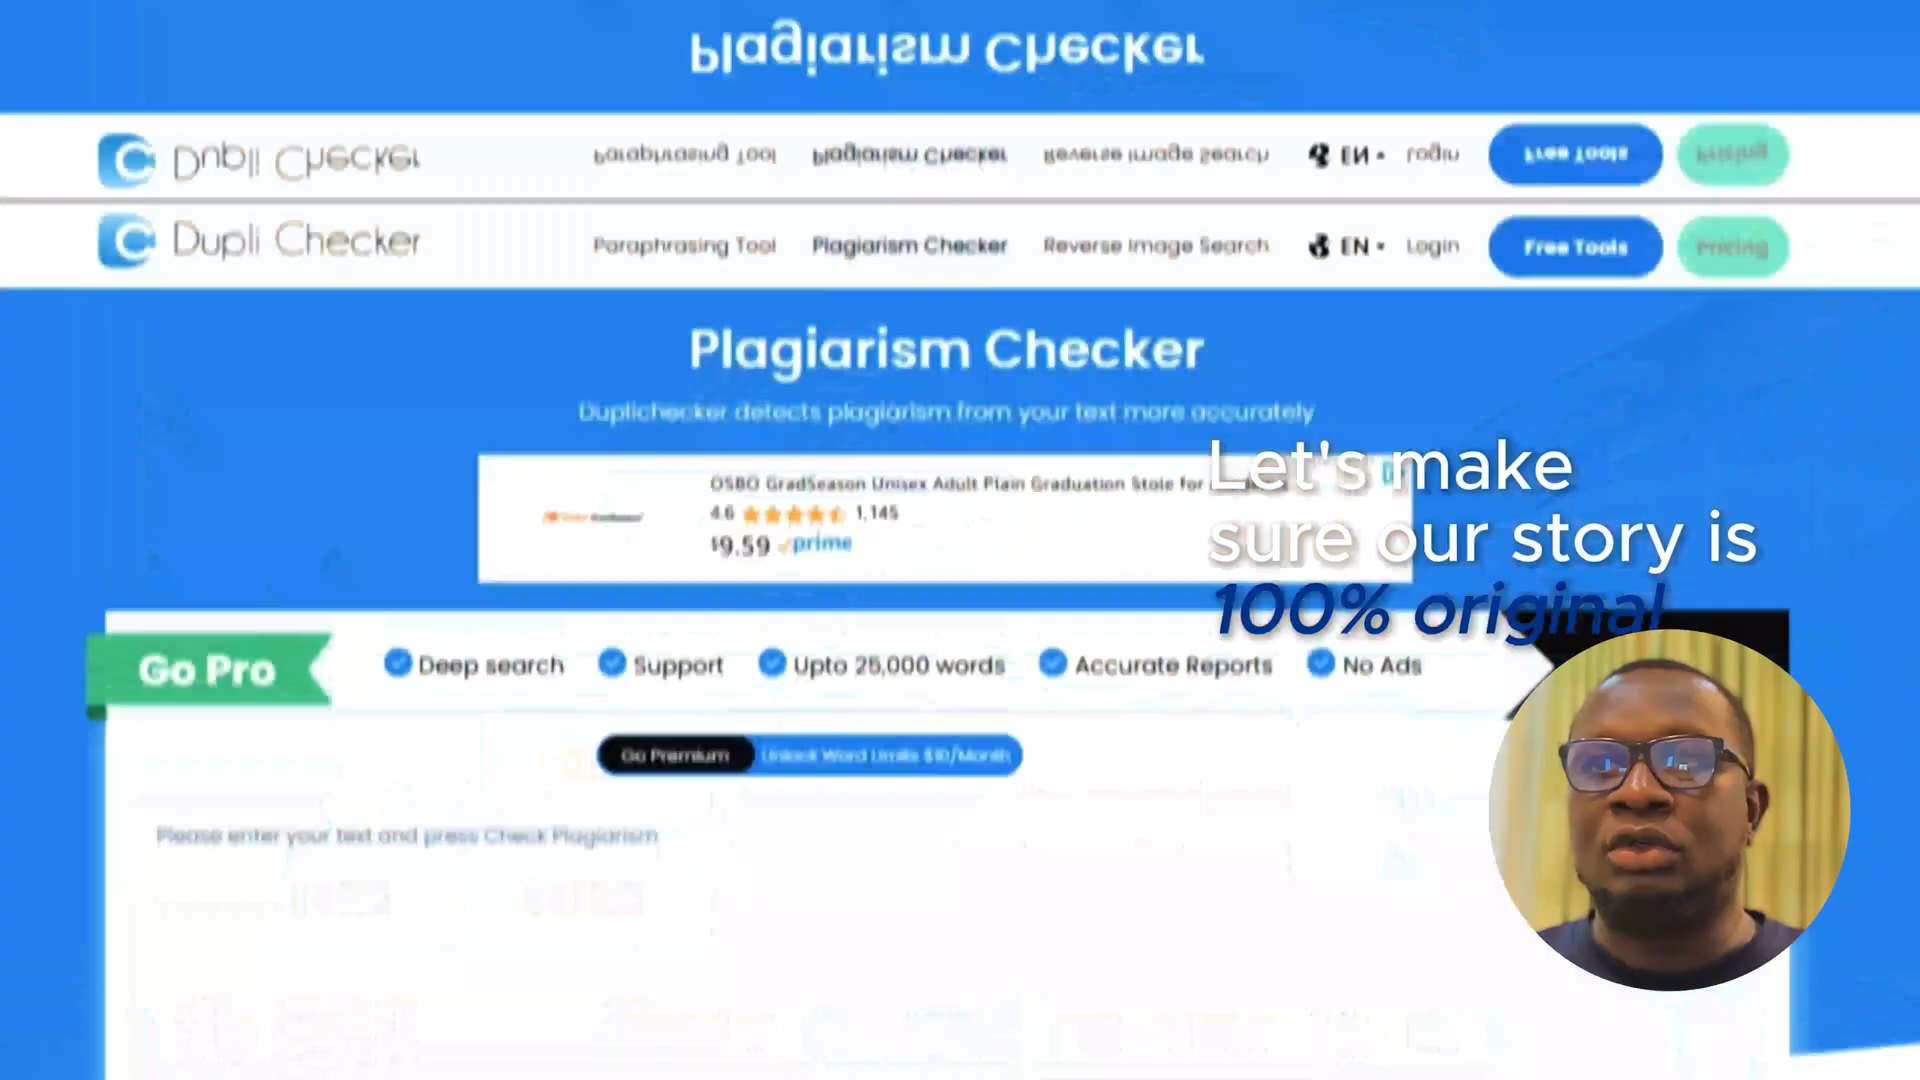 Plagiarism Checker
Dupli Checker Paraphrasing Tool Plagiarism Checker Reverse Image Search EN Login Free Tools Pricing
Dupli Checker Paraphrasing Tool Plagiarism Checker Reverse Image Search EN Login Free Tools Pricing
Plagiarism Checker
Duplichecker detects plagiarism from your text more accurately
OSBO GradSeason Unisex Adult Plain Graduation Stole for
4.6 1,145
$9.59 prime
Let's make
sure our story is
100% original
Go Pro Deep search Support Upto 25,000 words Accurate Reports No Ads
Go Premium Unlock Word Limits $10/Month
Please enter your text and press Check Plagiarism